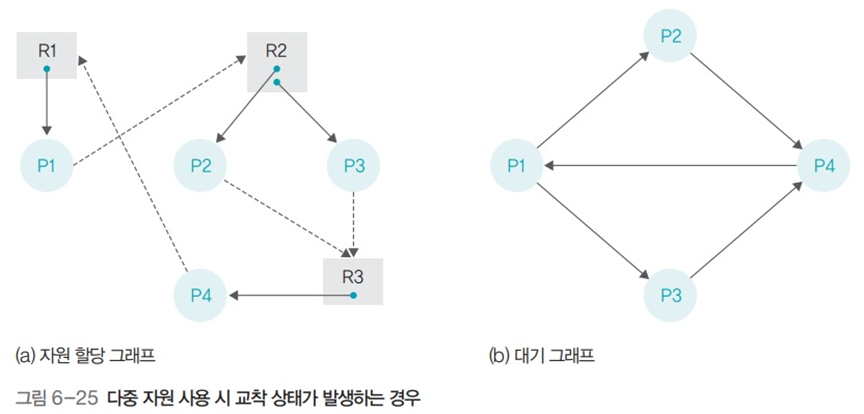 P2
R1 R2
P1 P2 P3 P1 P4
P4 R3 P3
(a) 자원 할당 그래프 (b) 대기 그래프
그림 6-25 다중 자원 사용 시 교착 상태가 발생하는 경우